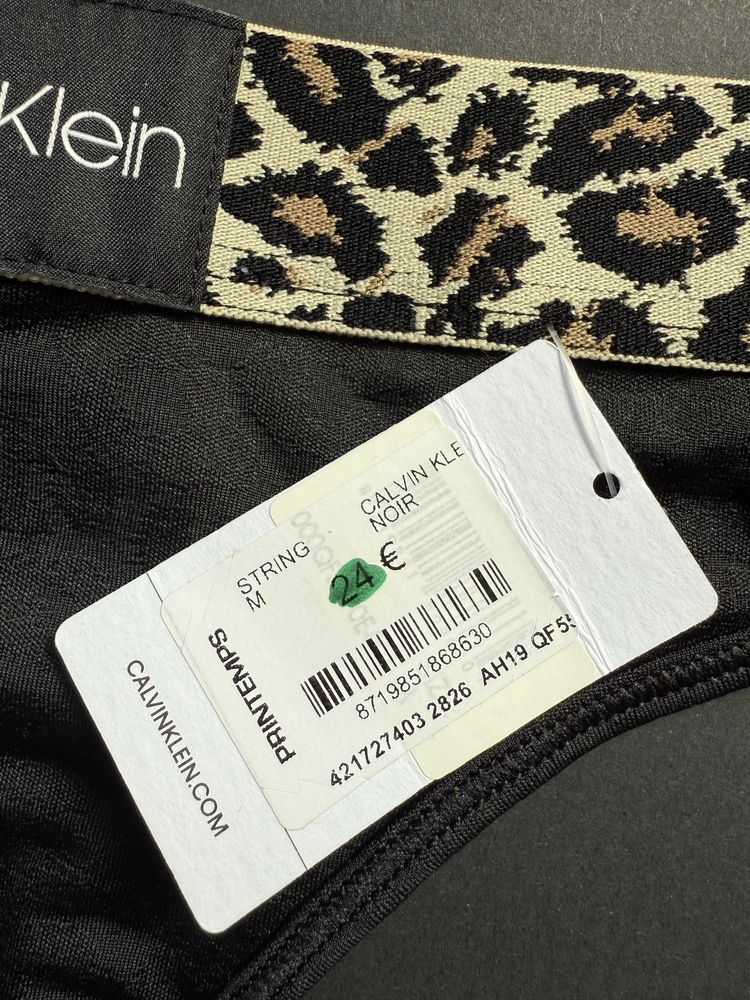 Klein
CALVIN KLE
NOIR
STRING
M
24 €
PRINTEMPS
8719851868630
421727403 2826 AH19 QF55
CALVINKLEIN.COM